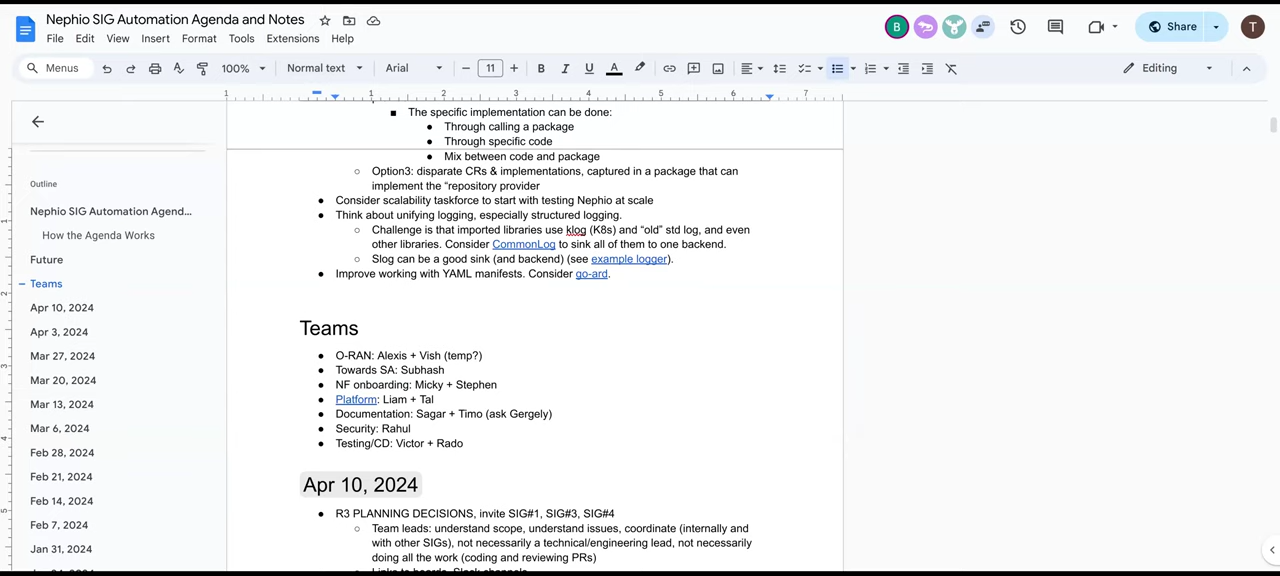 Nephio SIG Automation Agenda and Notes
File Edit View Insert Format Tools Extensions Help
B
Share
T
Menus
100%
Normal text
Arial
11
Editing
1 1 2 3 4 5 6 7
Outline
Nephio SIG Automation Agend...
How the Agenda Works
Future
Teams
Apr 10, 2024
Apr 3, 2024
Mar 27, 2024
Mar 20, 2024
Mar 13, 2024
Mar 6, 2024
Feb 28, 2024
Feb 21, 2024
Feb 14, 2024
Feb 7, 2024
Jan 31, 2024
■ The specific implementation can be done:
● Through calling a package
● Through specific code
● Mix between code and package
○ Option3: disparate CRs & implementations, captured in a package that can
implement the “repository provider
● Consider scalability taskforce to start with testing Nephio at scale
● Think about unifying logging, especially structured logging.
○ Challenge is that imported libraries use klog (K8s) and “old” std log, and even
other libraries. Consider CommonLog to sink all of them to one backend.
○ Slog can be a good sink (and backend) (see example logger).
● Improve working with YAML manifests. Consider go-ard.
Teams
● O-RAN: Alexis + Vish (temp?)
● Towards SA: Subhash
● NF onboarding: Micky + Stephen
● Platform: Liam + Tal
● Documentation: Sagar + Timo (ask Gergely)
● Security: Rahul
● Testing/CD: Victor + Rado
Apr 10, 2024
● R3 PLANNING DECISIONS, invite SIG#1, SIG#3, SIG#4
○ Team leads: understand scope, understand issues, coordinate (internally and
with other SIGs), not necessarily a technical/engineering lead, not necessarily
doing all the work (coding and reviewing PRs)